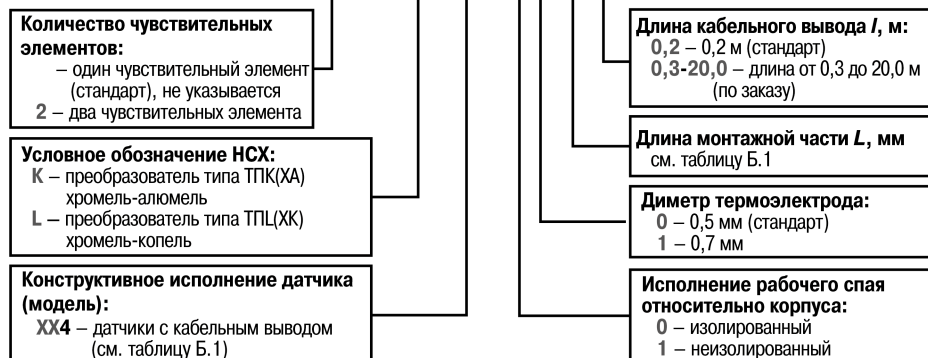 Количество чувствительных
элементов:
– один чувствительный элемент
(стандарт), не указывается
2 – два чувствительных элемента
Условное обозначение НСХ:
К – преобразователь типа ТПК(ХА)
хромель-алюмель
L – преобразователь типа ТПL(ХК)
хромель-копель
Конструктивное исполнение датчика
(модель):
ХХ4 – датчики с кабельным выводом
(см. таблицу Б.1)
Длина кабельного вывода l, м:
0,2 – 0,2 м (стандарт)
0,3-20,0 – длина от 0,3 до 20,0 м
(по заказу)
Длина монтажной части L, мм
см. таблицу Б.1
Диметр термоэлектрода:
0 – 0,5 мм (стандарт)
1 – 0,7 мм
Исполнение рабочего спая
относительно корпуса:
0 – изолированный
1 – неизолированный